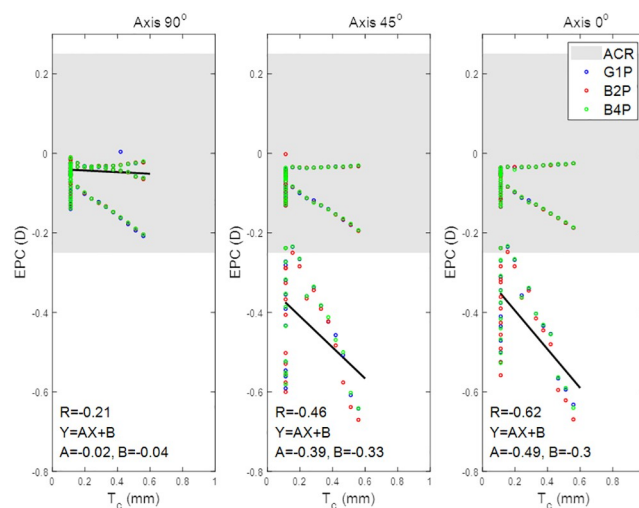 Axis 90°
Axis 45°
Axis 0°
ACR
G1P
B2P
B4P
EPC (D)
0.2
0
-0.2
-0.4
-0.6
-0.8
R=-0.21
Y=AX+B
A=-0.02, B=-0.04
0 0.2 0.4 0.6 0.8 1
T_c (mm)
EPC (D)
0.2
0
-0.2
-0.4
-0.6
-0.8
R=-0.46
Y=AX+B
A=-0.39, B=-0.33
0 0.2 0.4 0.6 0.8 1
T_c (mm)
EPC (D)
0.2
0
-0.2
-0.4
-0.6
-0.8
R=-0.62
Y=AX+B
A=-0.49, B=-0.3
0 0.2 0.4 0.6 0.8 1
T_c (mm)